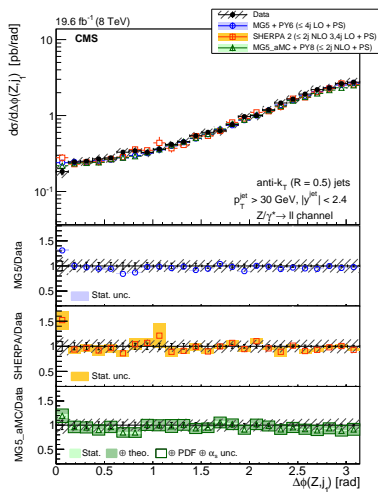 19.6 fb⁻¹ (8 TeV)
Data
MG5 + PY6 (≤ 4j LO + PS)
SHERPA 2 (≤ 2j NLO 3,4j LO + PS)
MG5_aMC + PY8 (≤ 2j NLO + PS)
CMS
dσ/dΔϕ(Z,j₁) [pb/rad]
10
1
10⁻¹
anti-k_T (R = 0.5) jets
p_T^jet > 30 GeV, |y^jet| < 2.4
Z/γ*→ ll channel
MG5/Data
1.5
1
0.5
Stat. unc.
SHERPA/Data
1.5
1
0.5
Stat. unc.
MG5_aMC/Data
1.5
1
0.5
Stat. ⊕ theo. ⊕ PDF ⊕ α_s unc.
0 0.5 1 1.5 2 2.5 3
Δϕ(Z,j₁) [rad]